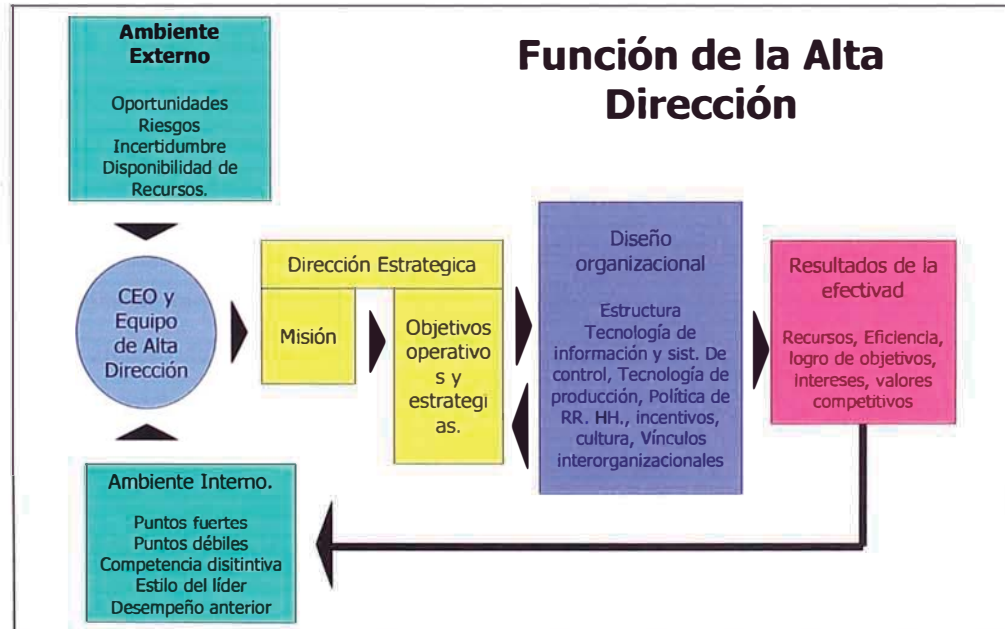 Ambiente
Externo
Oportunidades
Riesgos
Incertidumbre
Disponibilidad de
Recursos.
Función de la Alta
Dirección
CEO y
Equipo
de Alta
Dirección
Dirección Estrategica
Misión
Objetivos
operativo
s y
estrategi
as.
Diseño
organizacional
Estructura
Tecnología de
información y sist. De
control, Tecnología de
producción, Política de
RR. HH., incentivos,
cultura, Vínculos
interorganizacionales
Resultados de la
efectivad
Recursos, Eficiencia,
logro de objetivos,
intereses, valores
competitivos
Ambiente Interno.
Puntos fuertes
Puntos débiles
Competencia disitintiva
Estilo del líder
Desempeño anterior